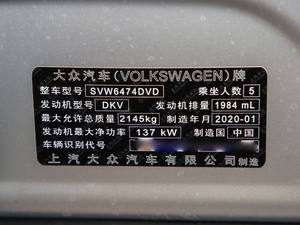 大众汽车(VOLKSWAGEN)牌
整车型号 SVW6474DVD 乘坐人数 5
发动机型号 DKV 发动机排量 1984 mL
最大允许总质量 2145kg 制造年月 2020-01
发动机最大净功率 137 kW 制造国 中国
车辆识别代号
上汽大众汽车有限公司制造